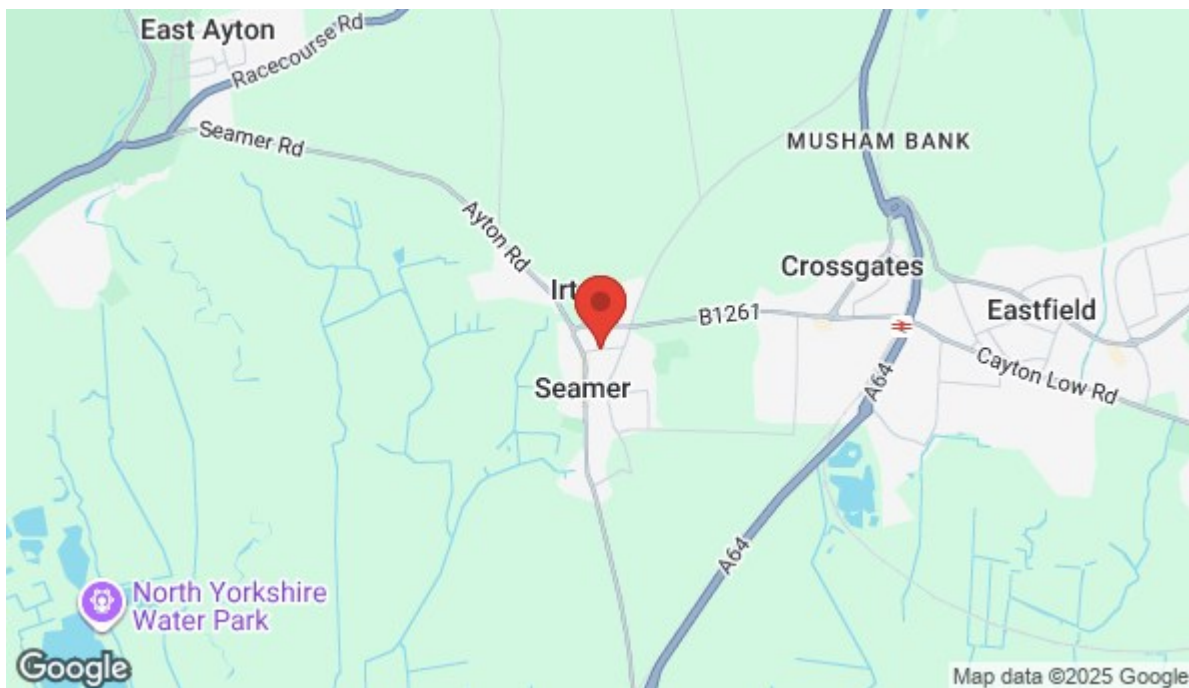 East Ayton
Racecourse Rd
Seamer Rd
MUSHAM BANK
Ayton Rd
Crossgates
B1261
Eastfield
Cayton Low Rd
Seamer
A64
A64
North Yorkshire
Water Park
Google
Map data ©2025 Google